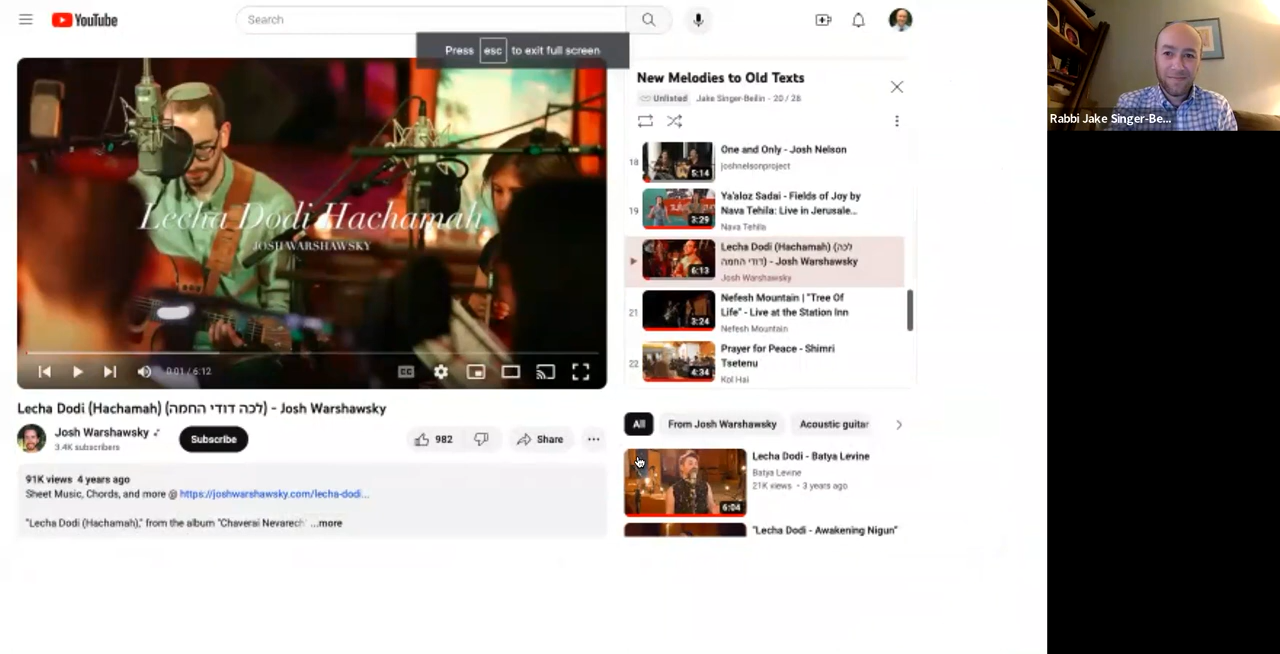 YouTube
Search
Press esc to exit full screen
Lecha Dodi Hachamah
JOSH WARSHAWSKY
0:01 / 6:12
CC
Lecha Dodi (Hachamah) (לכה דודי החמה) - Josh Warshawsky
Josh Warshawsky
3.4K subscribers
Subscribe
982
Share
91K views 4 years ago
Sheet Music, Chords, and more @ https://joshwarshawsky.com/lecha-dodi...
"Lecha Dodi (Hachamah)," from the album "Chaverai Nevarech ...more
New Melodies to Old Texts
Unlisted Jake Singer-Beilin - 20 / 28
18
5:14
One and Only - Josh Nelson
joshnelsonproject
19
3:29
Ya'aloz Sadai - Fields of Joy by
Nava Tehila: Live in Jerusale...
Nava Tehila
6:13
Lecha Dodi (Hachamah) (לכה
דודי החמה) - Josh Warshawsky
Josh Warshawsky
21
3:24
Nefesh Mountain | "Tree Of
Life" - Live at the Station Inn
Nefesh Mountain
22
4:34
Prayer for Peace - Shimri
Tsetenu
Kol Hai
All
From Josh Warshawsky
Acoustic guitar
6:04
Lecha Dodi - Batya Levine
Batya Levine
21K views • 3 years ago
"Lecha Dodi - Awakening Nigun"
Rabbi Jake Singer-Be...